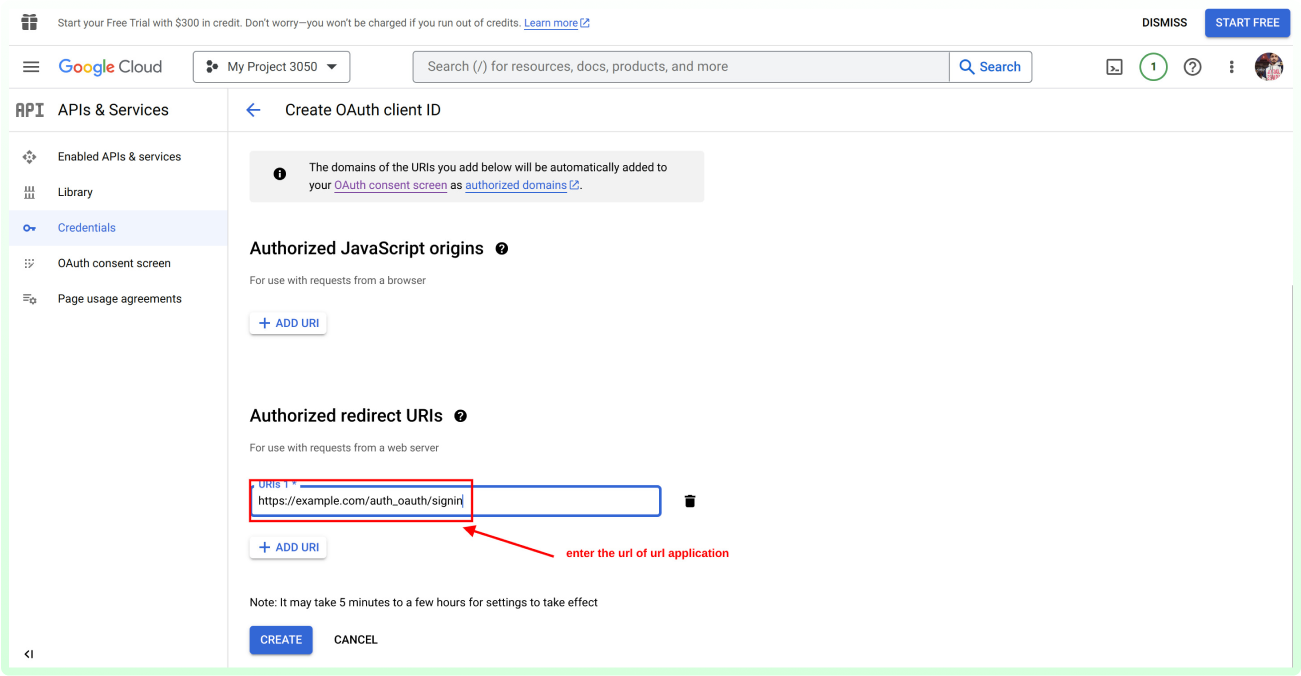 Start your Free Trial with $300 in credit. Don't worry—you won't be charged if you run out of credits. Learn more
DISMISS
START FREE
Google Cloud
My Project 3050
Search (/) for resources, docs, products, and more
Search
1
API
APIs & Services
Create OAuth client ID
Enabled APIs & services
Library
Credentials
OAuth consent screen
Page usage agreements
The domains of the URIs you add below will be automatically added to
your OAuth consent screen as authorized domains.
Authorized JavaScript origins
For use with requests from a browser
ADD URI
Authorized redirect URIs
For use with requests from a web server
URIs 1 *
https://example.com/auth_oauth/signin
ADD URI
enter the url of url application
Note: It may take 5 minutes to a few hours for settings to take effect
CREATE
CANCEL